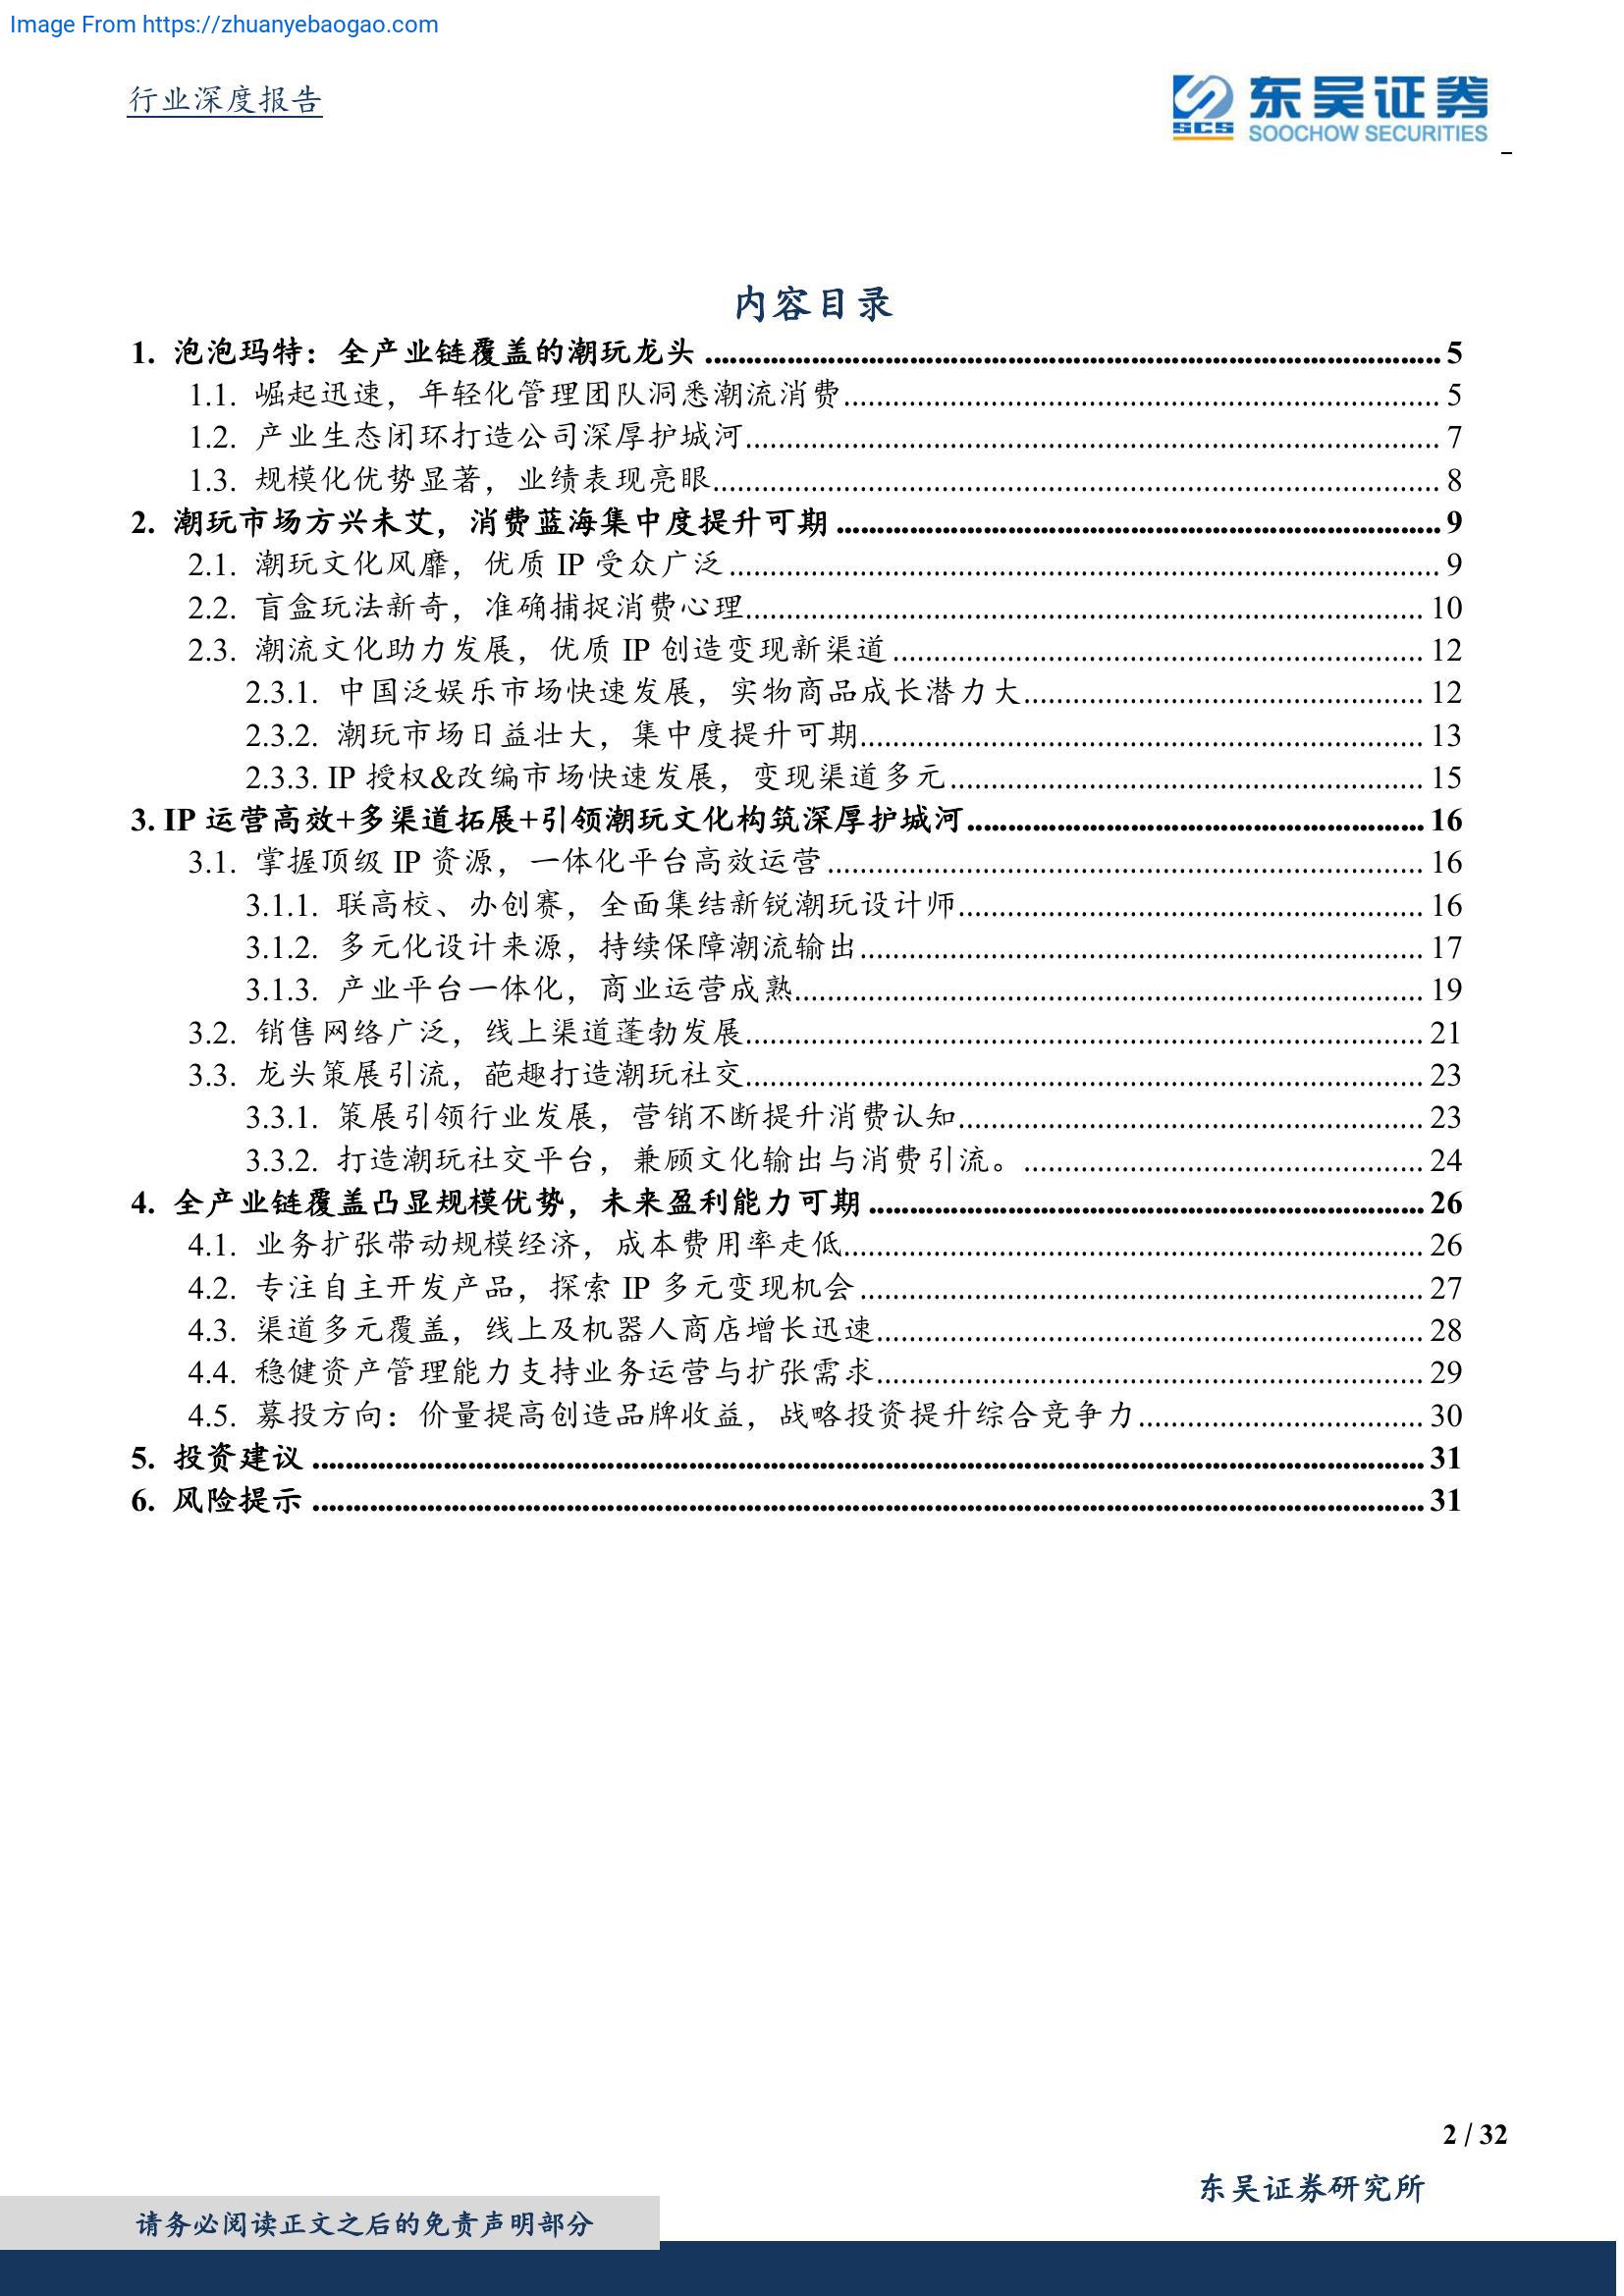 Image From https://zhuanyebaogao.com
行业深度报告
东吴证券
SCS
SOOCHOW SECURITIES
内容目录
1. 泡泡玛特：全产业链覆盖的潮玩龙头 5
1.1. 崛起迅速，年轻化管理团队洞悉潮流消费 5
1.2. 产业生态闭环打造公司深厚护城河 7
1.3. 规模化优势显著，业绩表现亮眼 8
2. 潮玩市场方兴未艾，消费蓝海集中度提升可期 9
2.1. 潮玩文化风靡，优质 IP 受众广泛 9
2.2. 盲盒玩法新奇，准确捕捉消费心理 10
2.3. 潮流文化助力发展，优质 IP 创造变现新渠道 12
2.3.1. 中国泛娱乐市场快速发展，实物商品成长潜力大 12
2.3.2. 潮玩市场日益壮大，集中度提升可期 13
2.3.3. IP 授权&改编市场快速发展，变现渠道多元 15
3. IP 运营高效+多渠道拓展+引领潮玩文化构筑深厚护城河 16
3.1. 掌握顶级 IP 资源，一体化平台高效运营 16
3.1.1. 联高校、办创赛，全面集结新锐潮玩设计师 16
3.1.2. 多元化设计来源，持续保障潮流输出 17
3.1.3. 产业平台一体化，商业运营成熟 19
3.2. 销售网络广泛，线上渠道蓬勃发展 21
3.3. 龙头策展引流，葩趣打造潮玩社交 23
3.3.1. 策展引领行业发展，营销不断提升消费认知 23
3.3.2. 打造潮玩社交平台，兼顾文化输出与消费引流。 24
4. 全产业链覆盖凸显规模优势，未来盈利能力可期 26
4.1. 业务扩张带动规模经济，成本费用率走低 26
4.2. 专注自主开发产品，探索 IP 多元变现机会 27
4.3. 渠道多元覆盖，线上及机器人商店增长迅速 28
4.4. 稳健资产管理能力支持业务运营与扩张需求 29
4.5. 募投方向：价量提高创造品牌收益，战略投资提升综合竞争力 30
5. 投资建议 31
6. 风险提示 31
2 / 32
东吴证券研究所
请务必阅读正文之后的免责声明部分